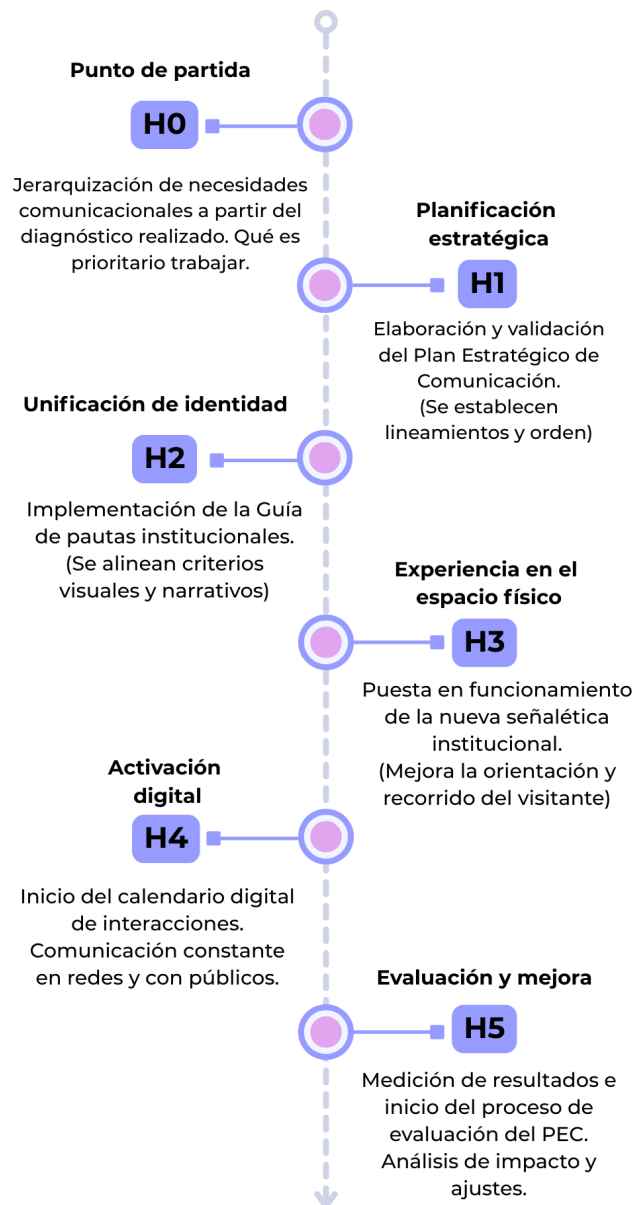 Punto de partida
H0
Jerarquización de necesidades
comunicacionales a partir del
diagnóstico realizado. Qué es
prioritario trabajar.
Planificación
estratégica
H1
Elaboración y validación
del Plan Estratégico de
Comunicación.
(Se establecen
lineamientos y orden)
Unificación de identidad
H2
Implementación de la Guía
de pautas institucionales.
(Se alinean criterios
visuales y narrativos)
Experiencia en el
espacio físico
H3
Puesta en funcionamiento
de la nueva señalética
institucional.
(Mejora la orientación y
recorrido del visitante)
Activación
digital
H4
Inicio del calendario digital
de interacciones.
Comunicación constante
en redes y con públicos.
Evaluación y mejora
H5
Medición de resultados e
inicio del proceso de
evaluación del PEC.
Análisis de impacto y
ajustes.